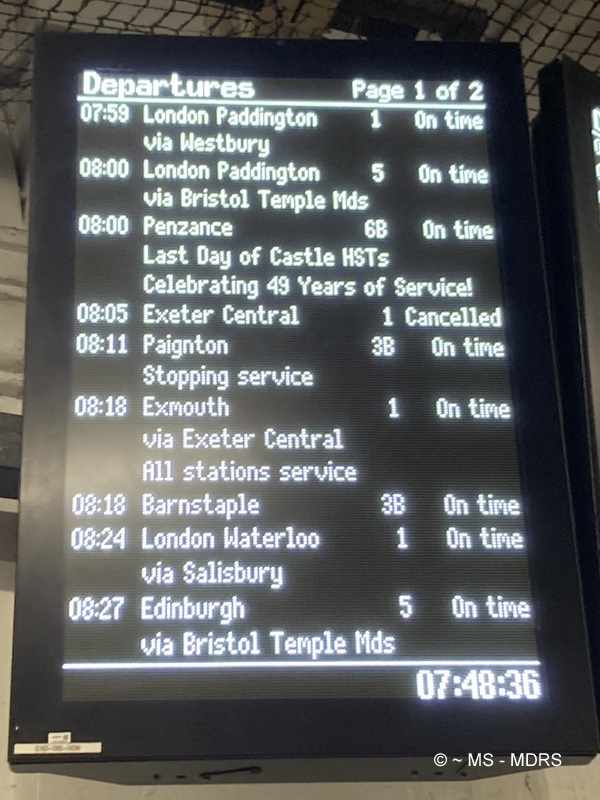 Departures Page 1 of 2
07:59 London Paddington 1 On time
via Westbury
08:00 London Paddington 5 On time
via Bristol Temple Mds
08:00 Penzance 6B On time
Last Day of Castle HSTs
Celebrating 49 Years of Service!
08:05 Exeter Central 1 Cancelled
08:11 Paignton 3B On time
Stopping service
08:18 Exmouth 1 On time
via Exeter Central
All stations service
08:18 Barnstaple 3B On time
08:24 London Waterloo 1 On time
via Salisbury
08:27 Edinburgh 5 On time
via Bristol Temple Mds
07:48:36
© ~ MS - MDRS